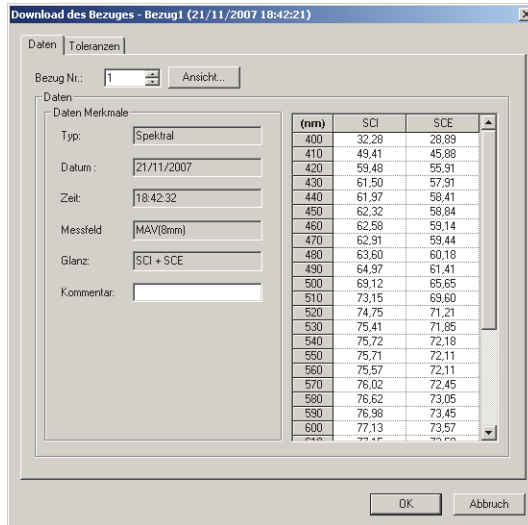 Download des Bezuges - Bezug1 (21/11/2007 18:42:21)
Daten Toleranzen
Bezug Nr.: 1 Ansicht...
Daten
Daten Merkmale
Typ: Spektral
Datum : 21/11/2007
Zeit: 18:42:32
Messfeld MAV(8mm)
Glanz: SCI + SCE
Kommentar:
(nm) SCI SCE
400 32,28 28,89
410 49,41 45,88
420 59,48 55,91
430 61,50 57,91
440 61,97 58,41
450 62,32 58,84
460 62,58 59,14
470 62,91 59,44
480 63,60 60,18
490 64,97 61,41
500 69,12 65,65
510 73,15 69,60
520 74,75 71,21
530 75,41 71,85
540 75,72 72,18
550 75,71 72,11
560 75,57 72,11
570 76,02 72,45
580 76,62 73,05
590 76,98 73,45
600 77,13 73,57
OK Abbruch